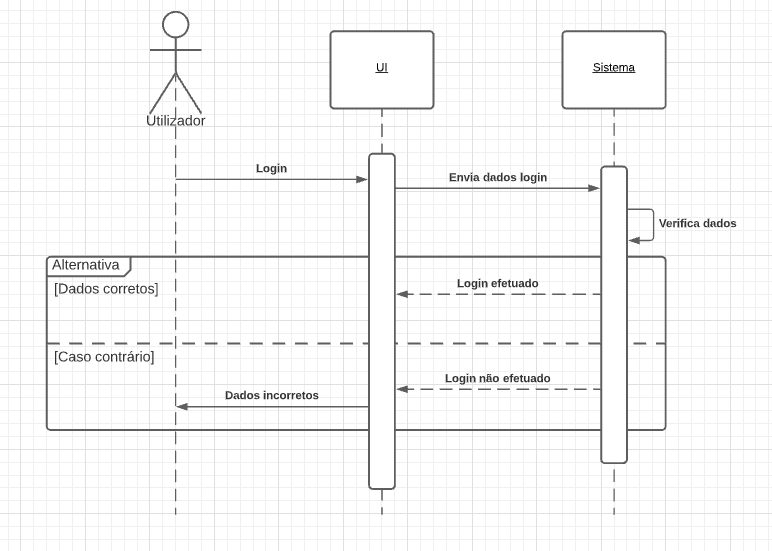 UI
Sistema
Utilizador
Login
Envia dados login
Verifica dados
Alternativa
[Dados corretos]
Login efetuado
[Caso contrário]
Login não efetuado
Dados incorretos